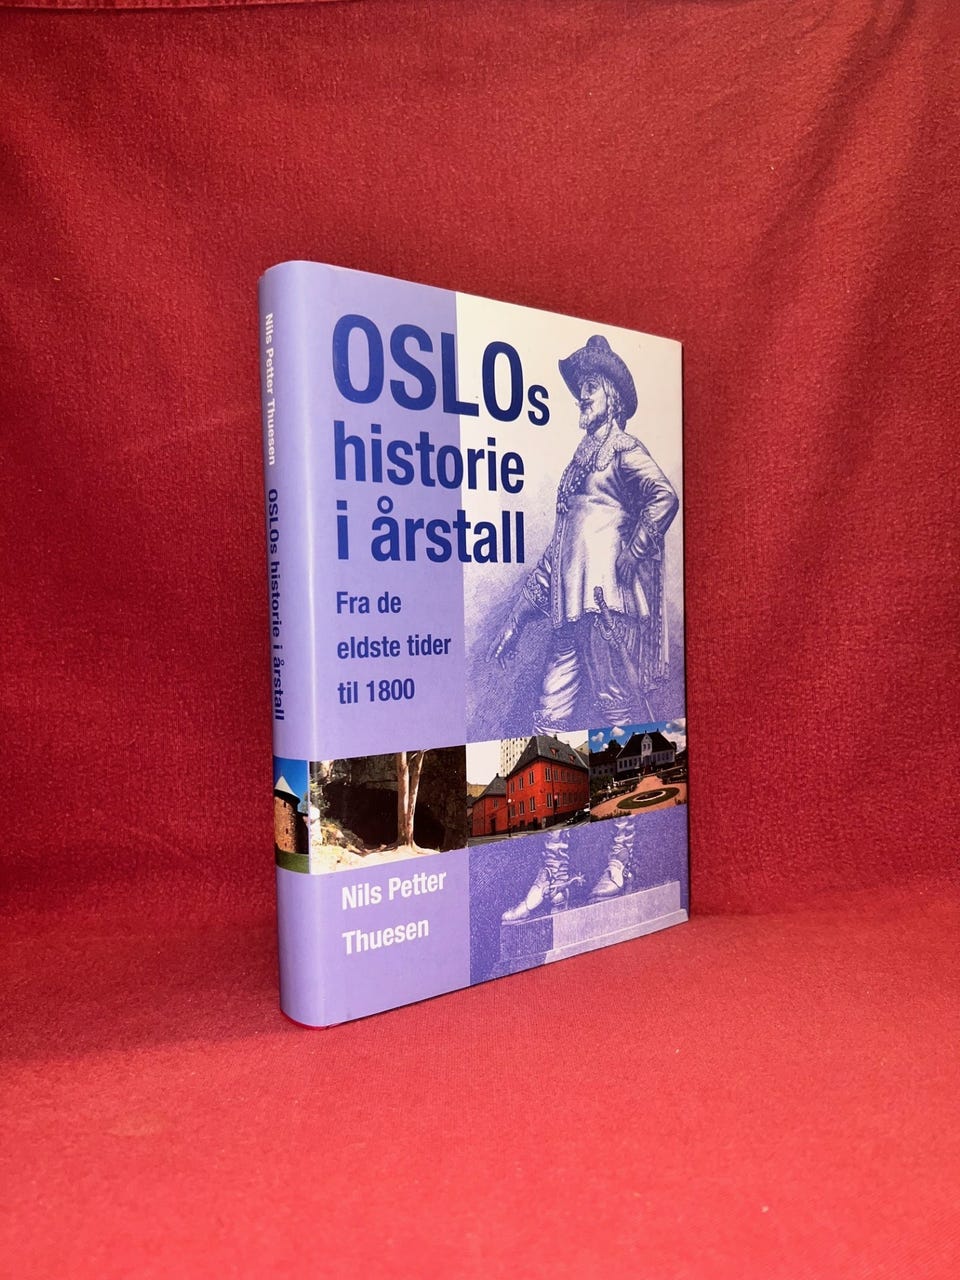 Nils Petter Thuesen OSLOs historie i årstall
OSLOs
historie
i årstall
Fra de
eldste tider
til 1800
Nils Petter
Thuesen